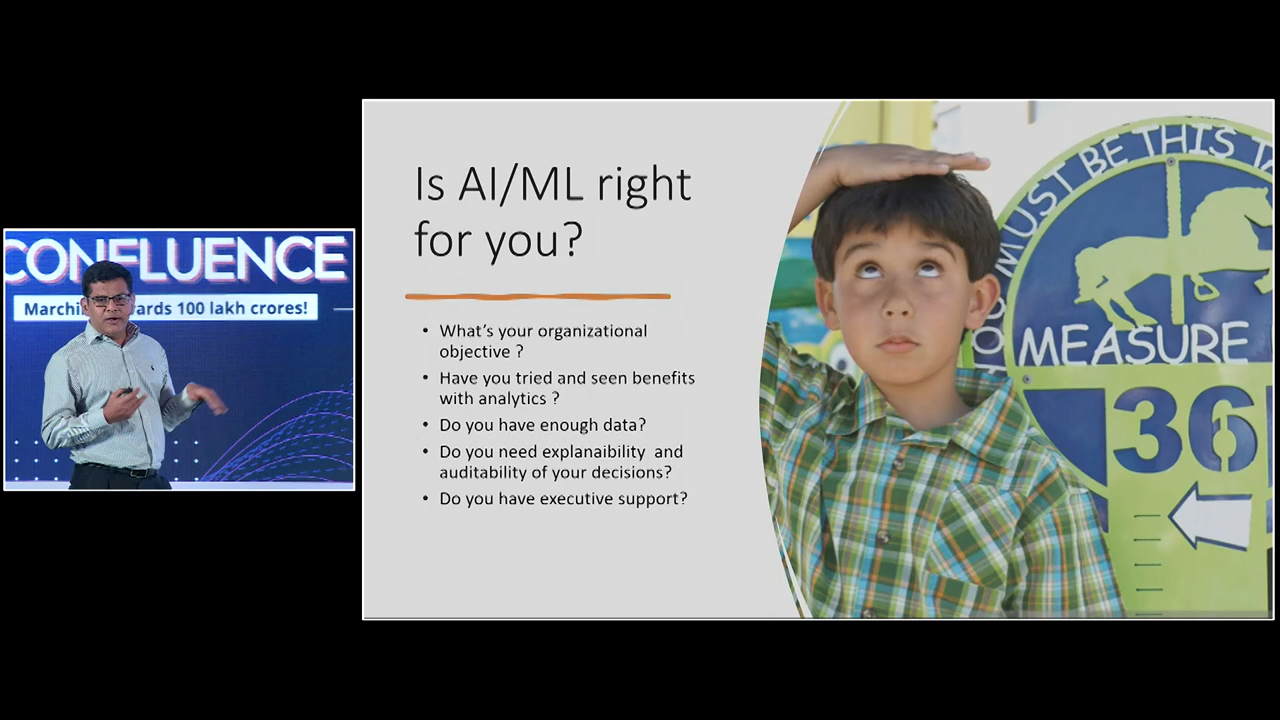 CONFLUENCE
Marchi ards 100 lakh crores!
Is AI/ML right
for you?
• What's your organizational
objective ?
• Have you tried and seen benefits
with analytics ?
• Do you have enough data?
• Do you need explanaibility and
auditability of your decisions?
• Do you have executive support?
MUST BE THIS
MEASURE
36